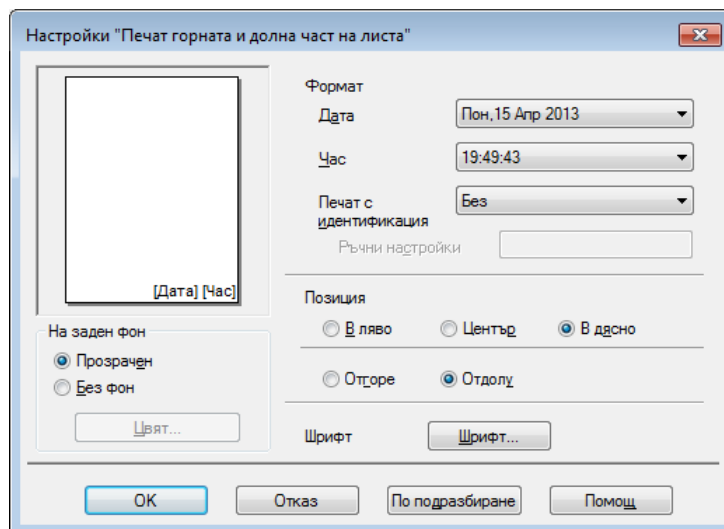 Настройки "Печат горната и долна част на листа"
Формат
Дата
Пон,15 Апр 2013
Час
19:49:43
Печат с
идентификация
Без
Ръчни настройки
[Дата] [Час]
Позиция
В ляво
Център
В дясно
На заден фон
Прозрачен
Без фон
Цвят...
Отгоре
Отдолу
Шрифт
Шрифт...
OK
Отказ
По подразбиране
Помощ